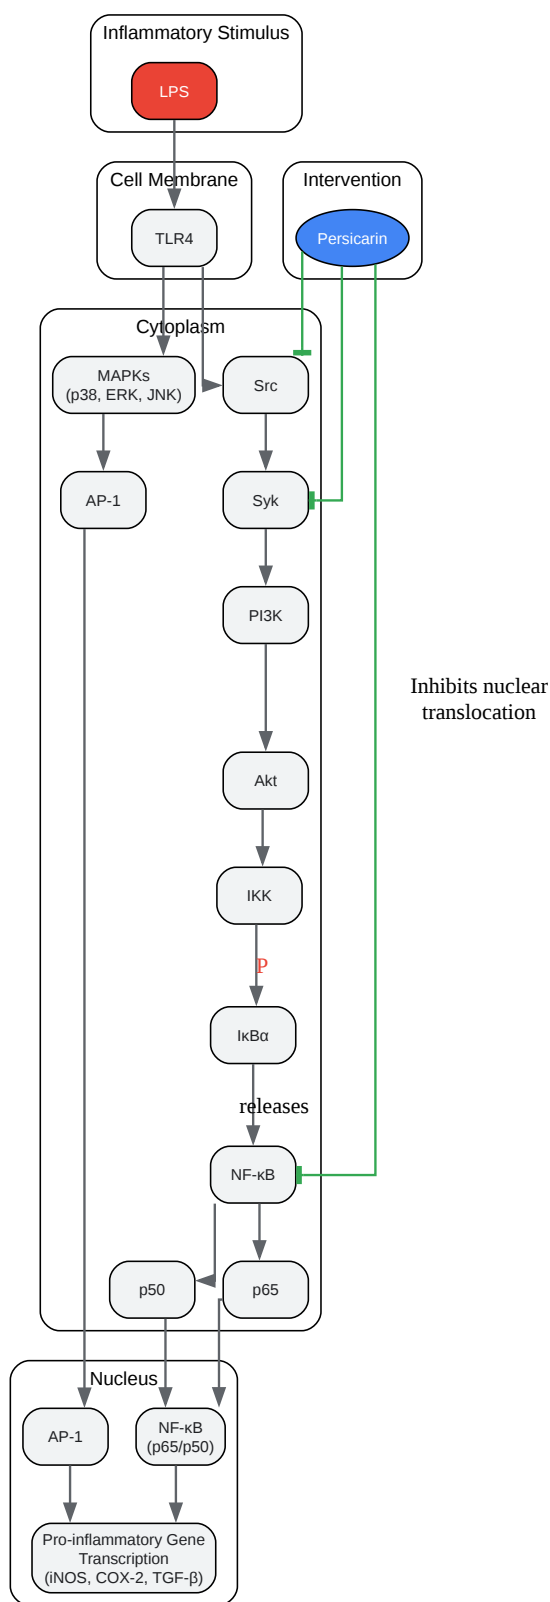 Inflammatory Stimulus
LPS
Cell Membrane
TLR4
Intervention
Persicarin
Cytoplasm
MAPKs
(p38, ERK, JNK)
Src
AP-1
Syk
PI3K
Inhibits nuclear
translocation
Akt
IKK
P
IκBα
releases
NF-κB
p50
p65
Nucleus
AP-1
NF-κB
(p65/p50)
Pro-inflammatory Gene
Transcription
(iNOS, COX-2, TGF-β)